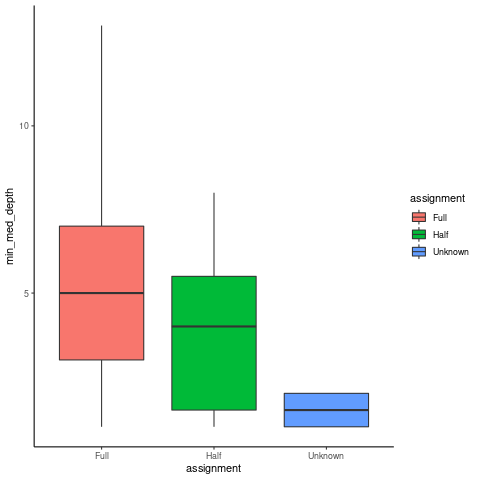 min_med_depth
10
5
Full
Half
Unknown
assignment
assignment
Full
Half
Unknown